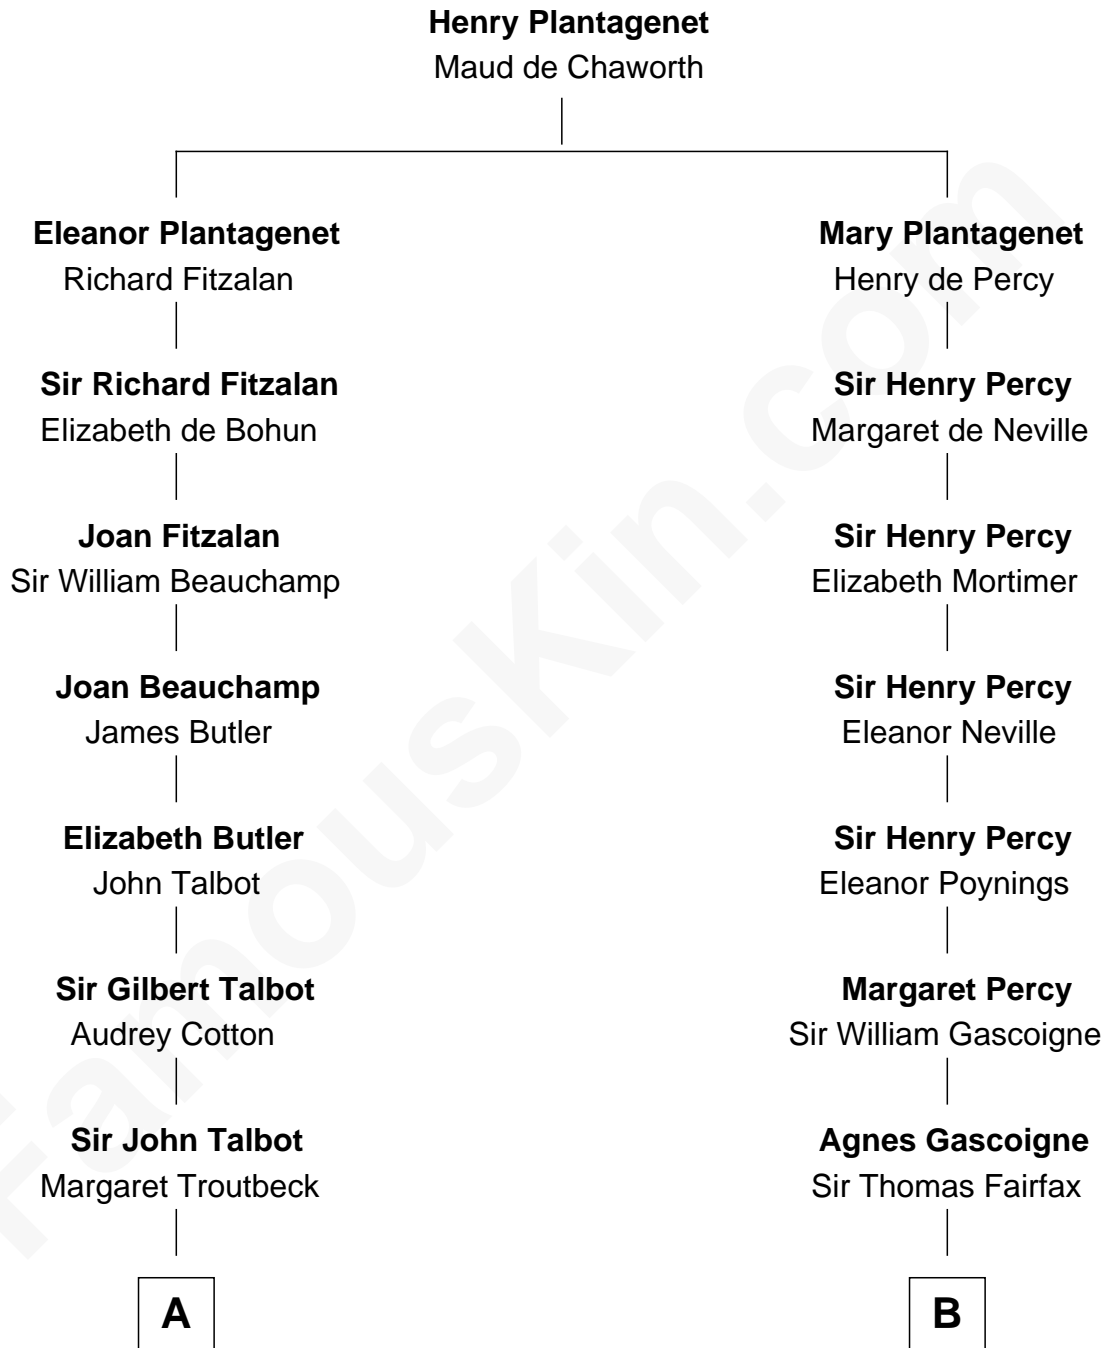 Henry Plantagenet
Maud de Chaworth
Eleanor Plantagenet
Richard Fitzalan
Mary Plantagenet
Henry de Percy
Sir Richard Fitzalan
Elizabeth de Bohun
Sir Henry Percy
Margaret de Neville
Joan Fitzalan
Sir William Beauchamp
Sir Henry Percy
Elizabeth Mortimer
Joan Beauchamp
James Butler
Sir Henry Percy
Eleanor Neville
Elizabeth Butler
John Talbot
Sir Henry Percy
Eleanor Poynings
Sir Gilbert Talbot
Audrey Cotton
Margaret Percy
Sir William Gascoigne
Sir John Talbot
Margaret Troutbeck
Agnes Gascoigne
Sir Thomas Fairfax
A
B
FamousKin.com